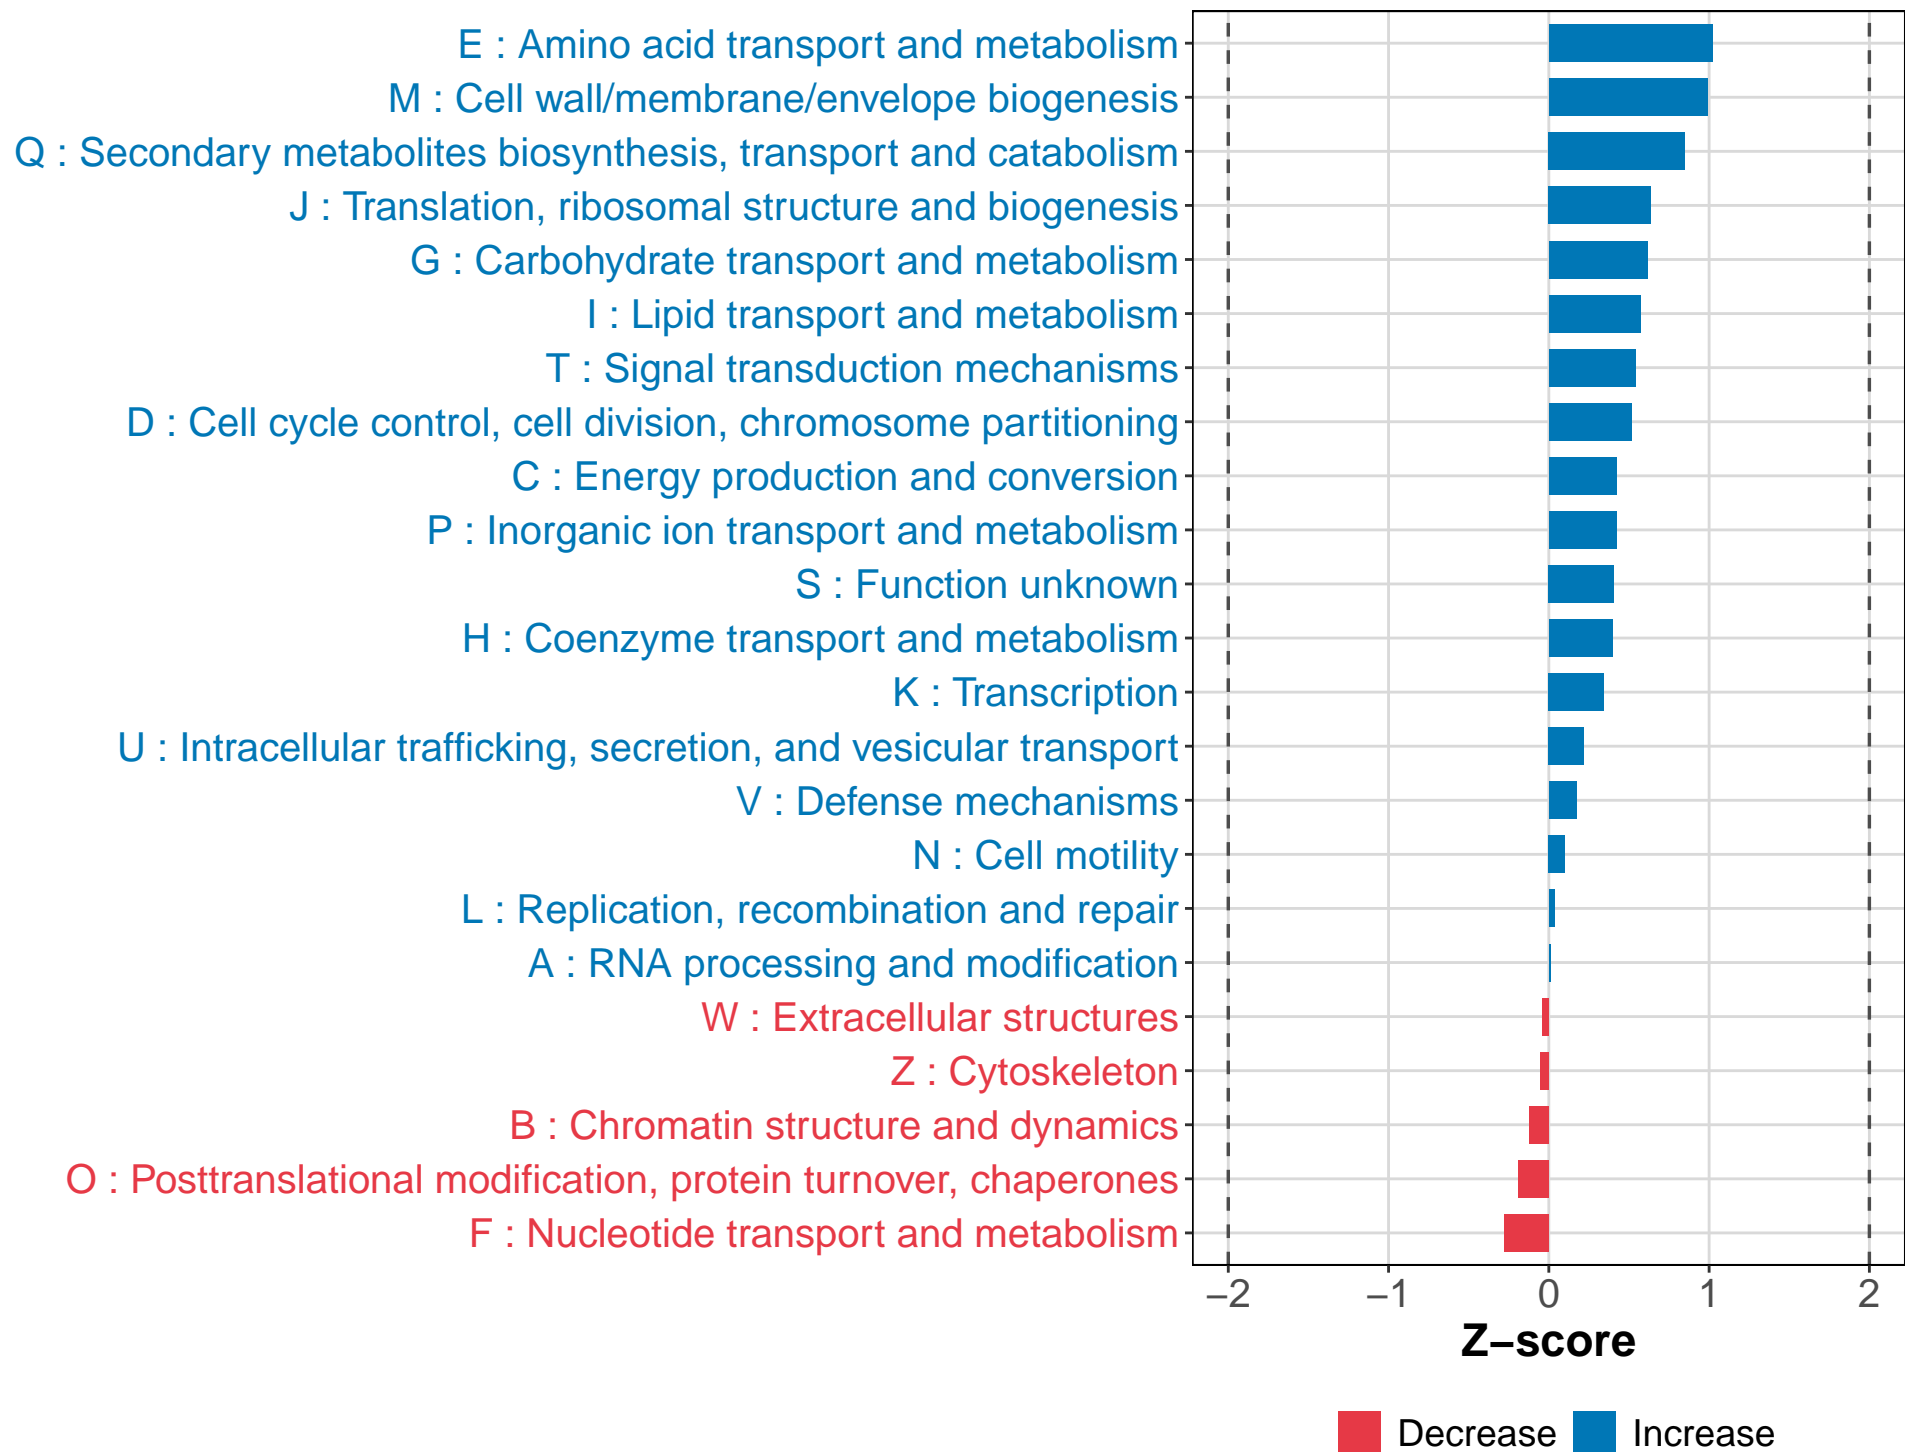 E : Amino acid transport and metabolism
M : Cell wall/membrane/envelope biogenesis
Q : Secondary metabolites biosynthesis, transport and catabolism
J : Translation, ribosomal structure and biogenesis
G : Carbohydrate transport and metabolism
I : Lipid transport and metabolism
T : Signal transduction mechanisms
D : Cell cycle control, cell division, chromosome partitioning
C : Energy production and conversion
P : Inorganic ion transport and metabolism
S : Function unknown
H : Coenzyme transport and metabolism
K : Transcription
U : Intracellular trafficking, secretion, and vesicular transport
V : Defense mechanisms
N : Cell motility
L : Replication, recombination and repair
A : RNA processing and modification
W : Extracellular structures
Z : Cytoskeleton
B : Chromatin structure and dynamics
O : Posttranslational modification, protein turnover, chaperones
F : Nucleotide transport and metabolism
−2 −1 0 1 2
Z−score
Decrease Increase